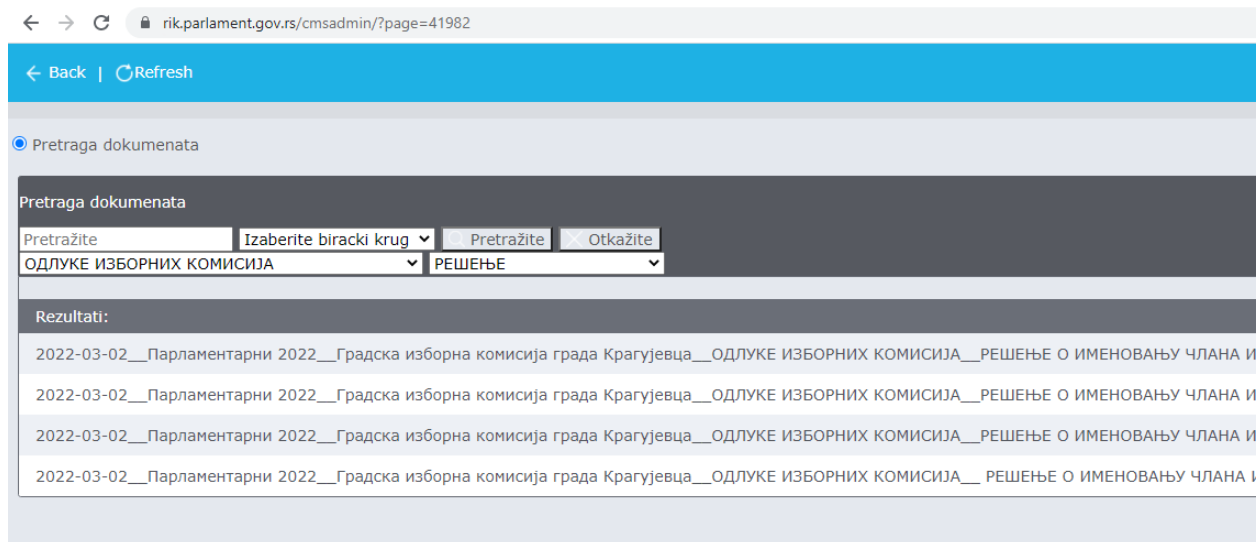 rik.parlament.gov.rs/cmsadmin/?page=41982
Back | Refresh
Pretraga dokumenata
Pretraga dokumenata
Pretražite Izaberite biracki krug Pretražite Otkažite
ОДЛУКЕ ИЗБОРНИХ КОМИСИЈА РЕШЕЊЕ
Rezultati:
2022-03-02__Парламентарни 2022__Градска изборна комисија града Крагујевца__ОДЛУКЕ ИЗБОРНИХ КОМИСИЈА__РЕШЕЊЕ О ИМЕНОВАЊУ ЧЛАНА И
2022-03-02__Парламентарни 2022__Градска изборна комисија града Крагујевца__ОДЛУКЕ ИЗБОРНИХ КОМИСИЈА__РЕШЕЊЕ О ИМЕНОВАЊУ ЧЛАНА И
2022-03-02__Парламентарни 2022__Градска изборна комисија града Крагујевца__ОДЛУКЕ ИЗБОРНИХ КОМИСИЈА__РЕШЕЊЕ О ИМЕНОВАЊУ ЧЛАНА И
2022-03-02__Парламентарни 2022__Градска изборна комисија града Крагујевца__ОДЛУКЕ ИЗБОРНИХ КОМИСИЈА__ РЕШЕЊЕ О ИМЕНОВАЊУ ЧЛАНА И